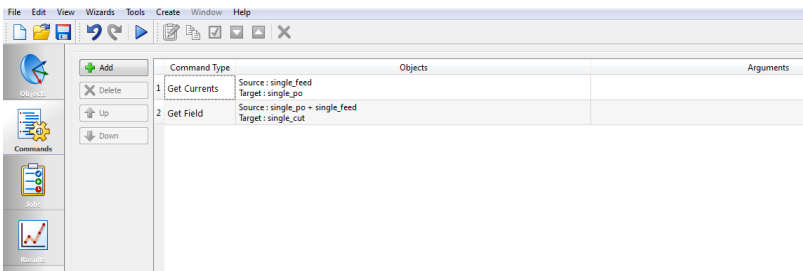 File Edit View Wizards Tools Create Window Help
Objects
Add
Delete
Up
Down
Command Type Objects Arguments
1 Get Currents Source : single_feed
Target : single_po
2 Get Field Source : single_po + single_feed
Target : single_cut
Commands
Jobs
Results